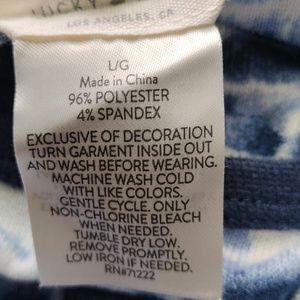 LUCKY
LOS ANGELES, CA
L/G
Made in China
96% POLYESTER
4% SPANDEX
EXCLUSIVE OF DECORATION
TURN GARMENT INSIDE OUT
AND WASH BEFORE WEARING.
MACHINE WASH COLD
WITH LIKE COLORS.
GENTLE CYCLE. ONLY
NON-CHLORINE BLEACH
WHEN NEEDED.
TUMBLE DRY LOW.
REMOVE PROMPTLY.
LOW IRON IF NEEDED.
RN#71222